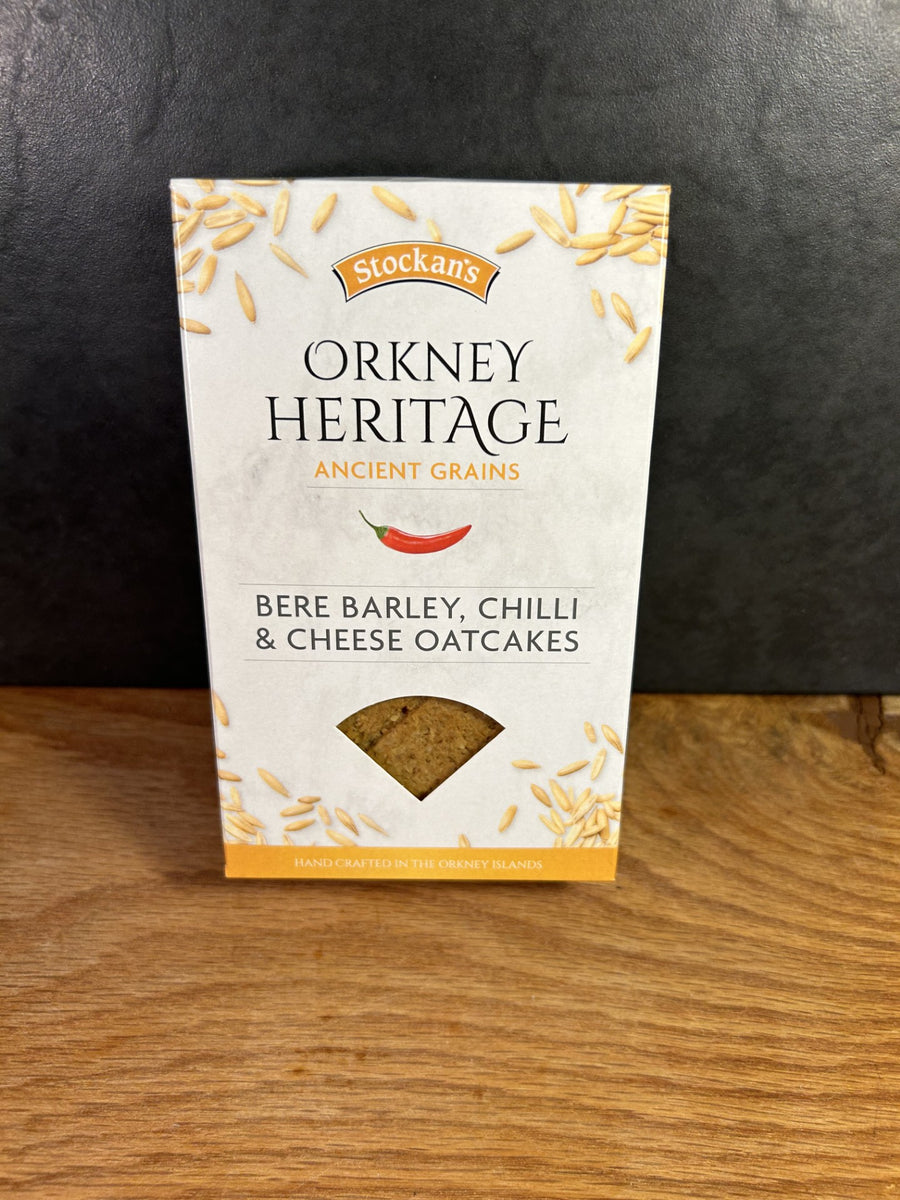 Stockan's
ORKNEY
HERITAGE
ANCIENT GRAINS
BERE BARLEY, CHILLI
& CHEESE OATCAKES
HAND CRAFTED IN THE ORKNEY ISLANDS